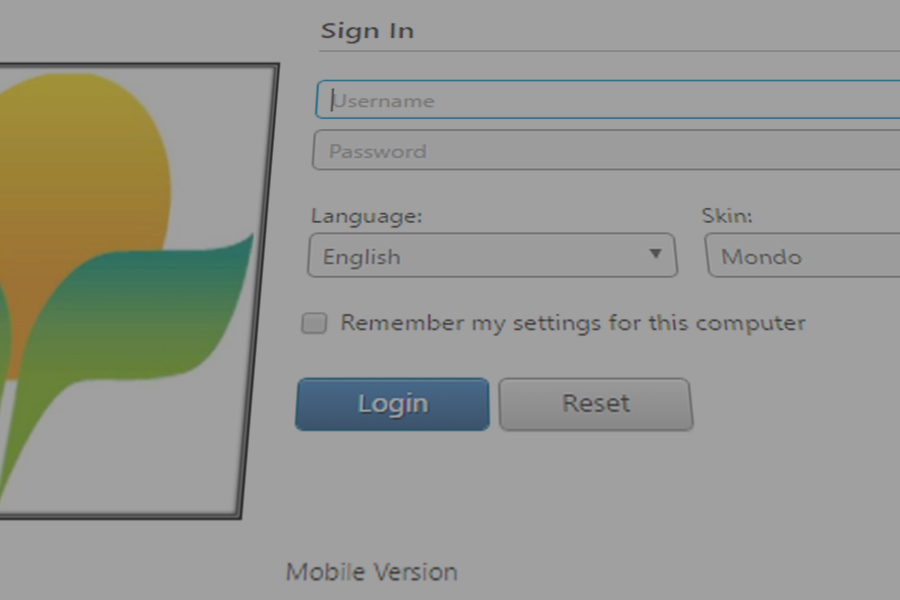 Sign In
Username
Password
Language: Skin:
English Mondo
Remember my settings for this computer
Login Reset
Mobile Version